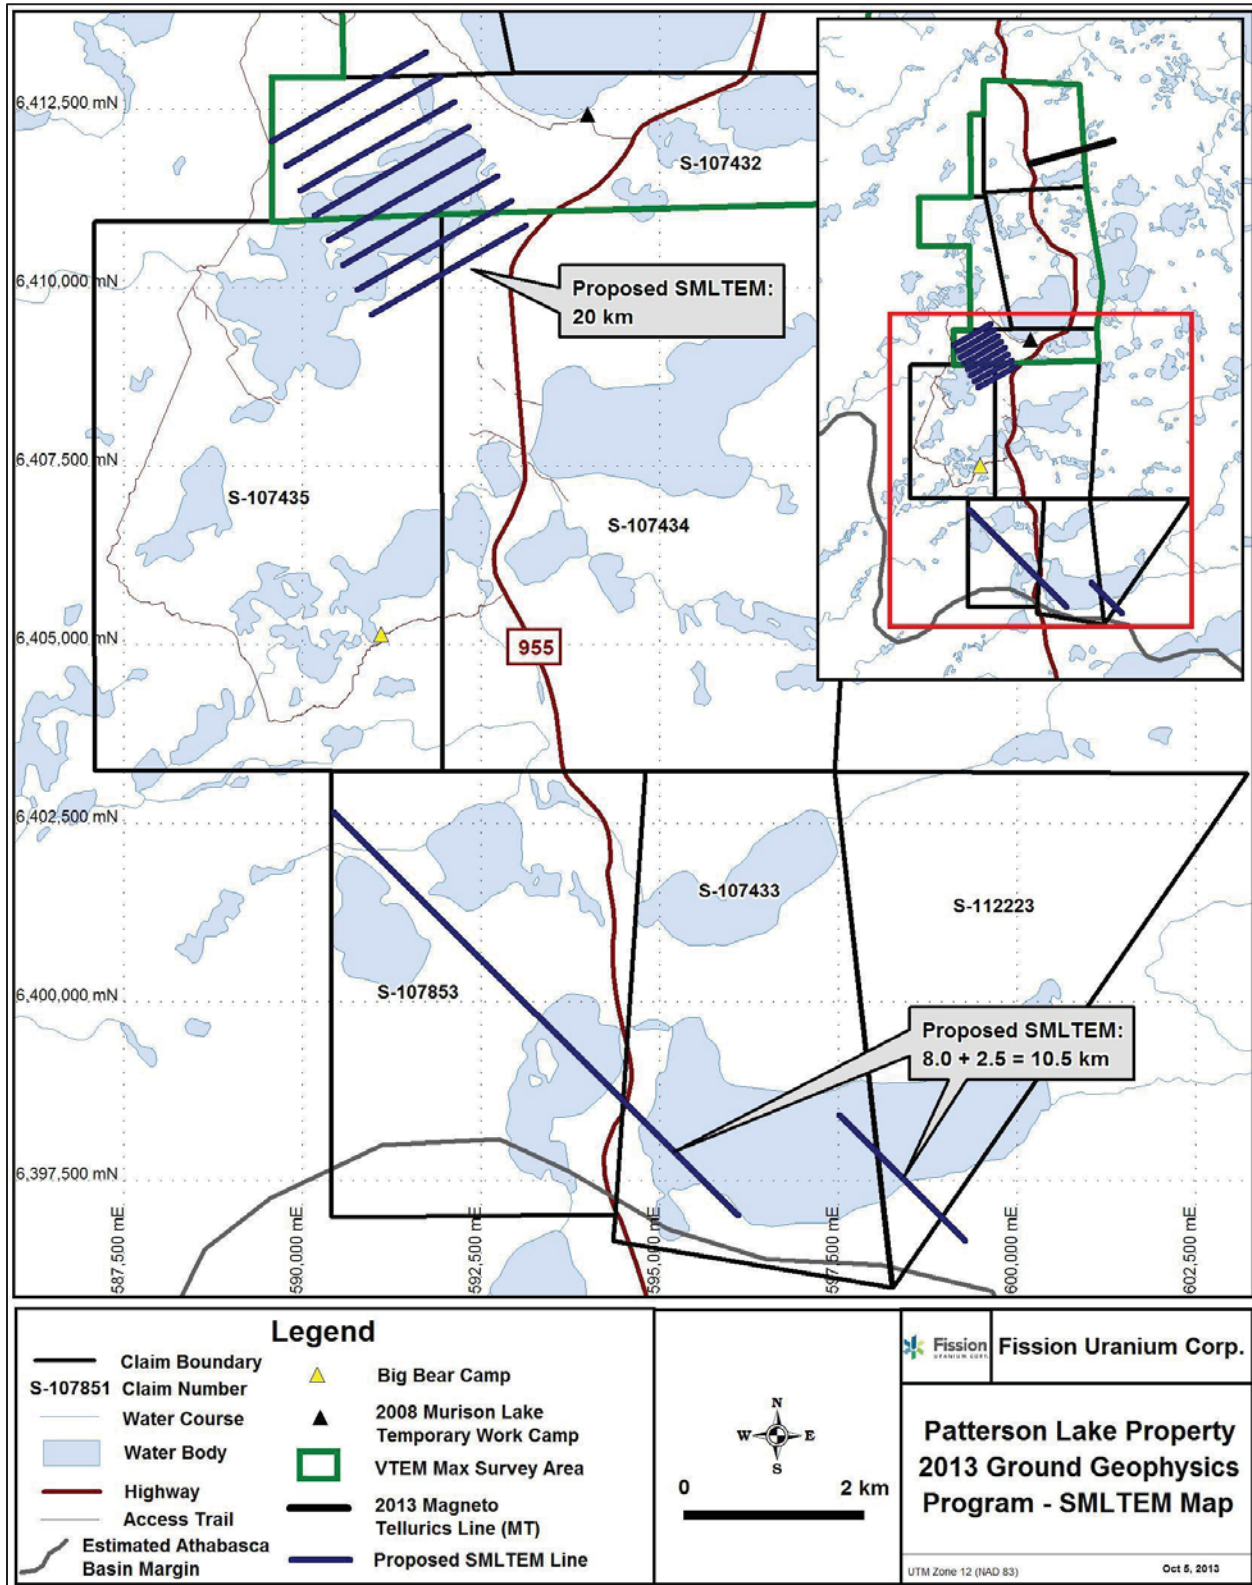 6,412,500 mN
S-107432
6,410,000 mN
Proposed SMLTEM:
20 km
6,407,500 mN
S-107435
S-107434
6,405,000 mN
955
6,402,500 mN
S-107433
S-112223
6,400,000 mN
S-107853
Proposed SMLTEM:
8.0 + 2.5 = 10.5 km
6,397,500 mN
587,500 mE
590,000 mE
592,500 mE
595,000 mE
597,500 mE
600,000 mE
602,500 mE
Legend
Claim Boundary
S-107851 Claim Number
Water Course
Water Body
Highway
Access Trail
Estimated Athabasca
Basin Margin
Big Bear Camp
2008 Murison Lake
Temporary Work Camp
VTEM Max Survey Area
2013 Magneto
Tellurics Line (MT)
Proposed SMLTEM Line
N
W E
S
0 2 km
Fission
URANIUM CORP.
Fission Uranium Corp.
Patterson Lake Property
2013 Ground Geophysics
Program - SMLTEM Map
UTM Zone 12 (NAD 83)
Oct 5, 2013